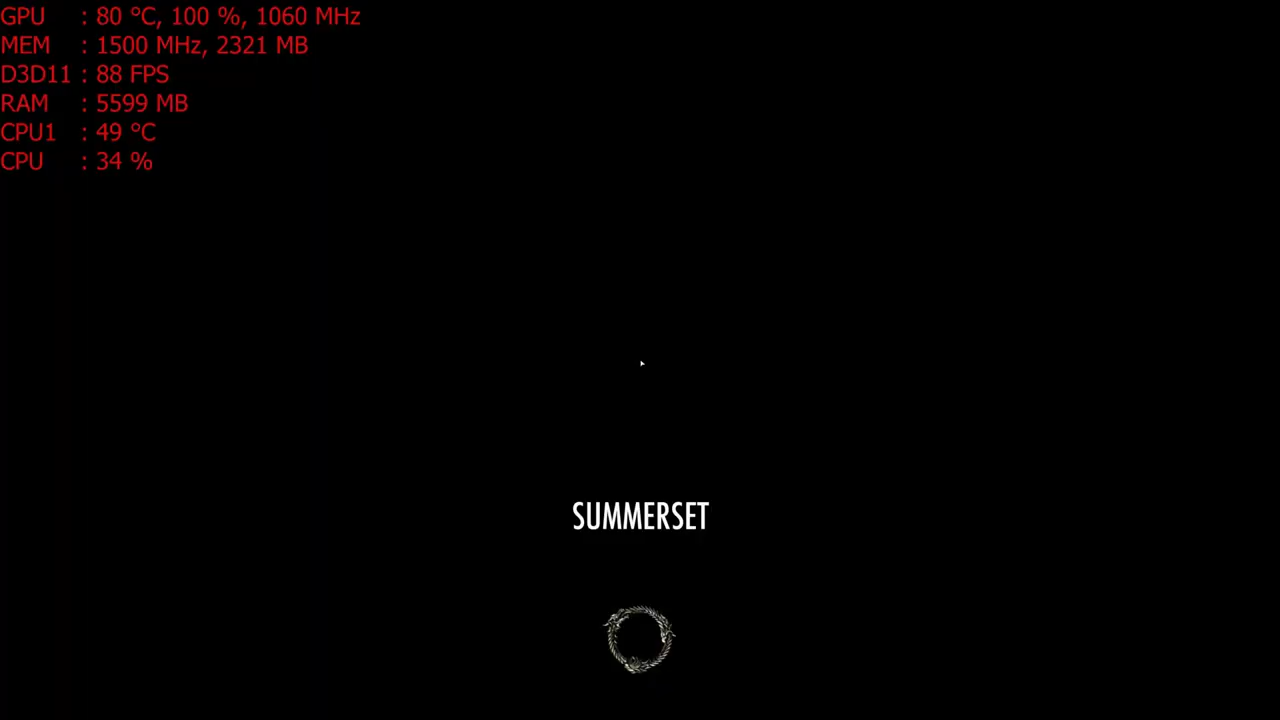 GPU : 80 °C, 100 %, 1060 MHz
MEM : 1500 MHz, 2321 MB
D3D11 : 88 FPS
RAM : 5599 MB
CPU1 : 49 °C
CPU : 34 %
SUMMERSET